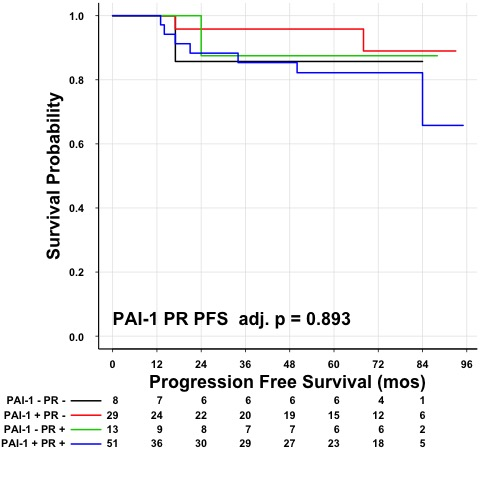 1.0
0.8
0.6
0.4
0.2
0.0
Survival Probability
PAI-1 PR PFS adj. p = 0.893
0 12 24 36 48 60 72 84 96
Progression Free Survival (mos)
PAI-1 - PR - 8 7 6 6 6 6 4 1
PAI-1 + PR - 29 24 22 20 19 15 12 6
PAI-1 - PR + 13 9 8 7 7 6 6 2
PAI-1 + PR + 51 36 30 29 27 23 18 5